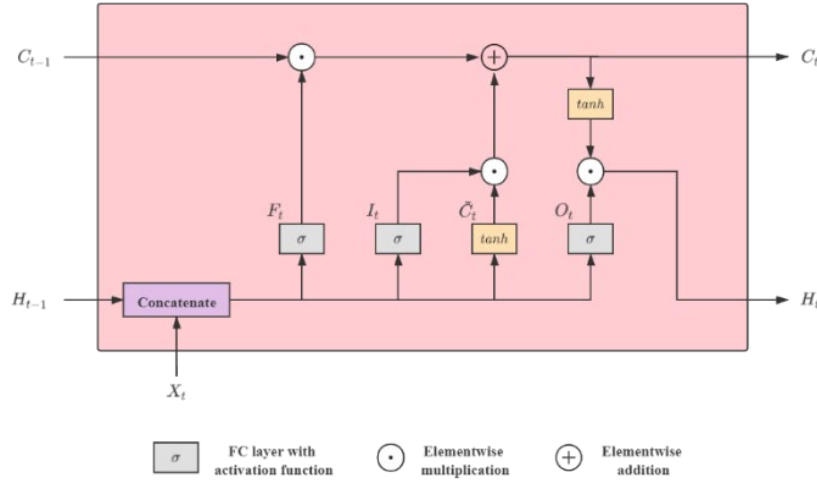 C_{t-1}
C_t
tanh
F_t
I_t
C̃_t
O_t
σ
σ
tanh
σ
H_{t-1}
Concatenate
H_t
X_t
σ
FC layer with
activation function
Elementwise
multiplication
Elementwise
addition